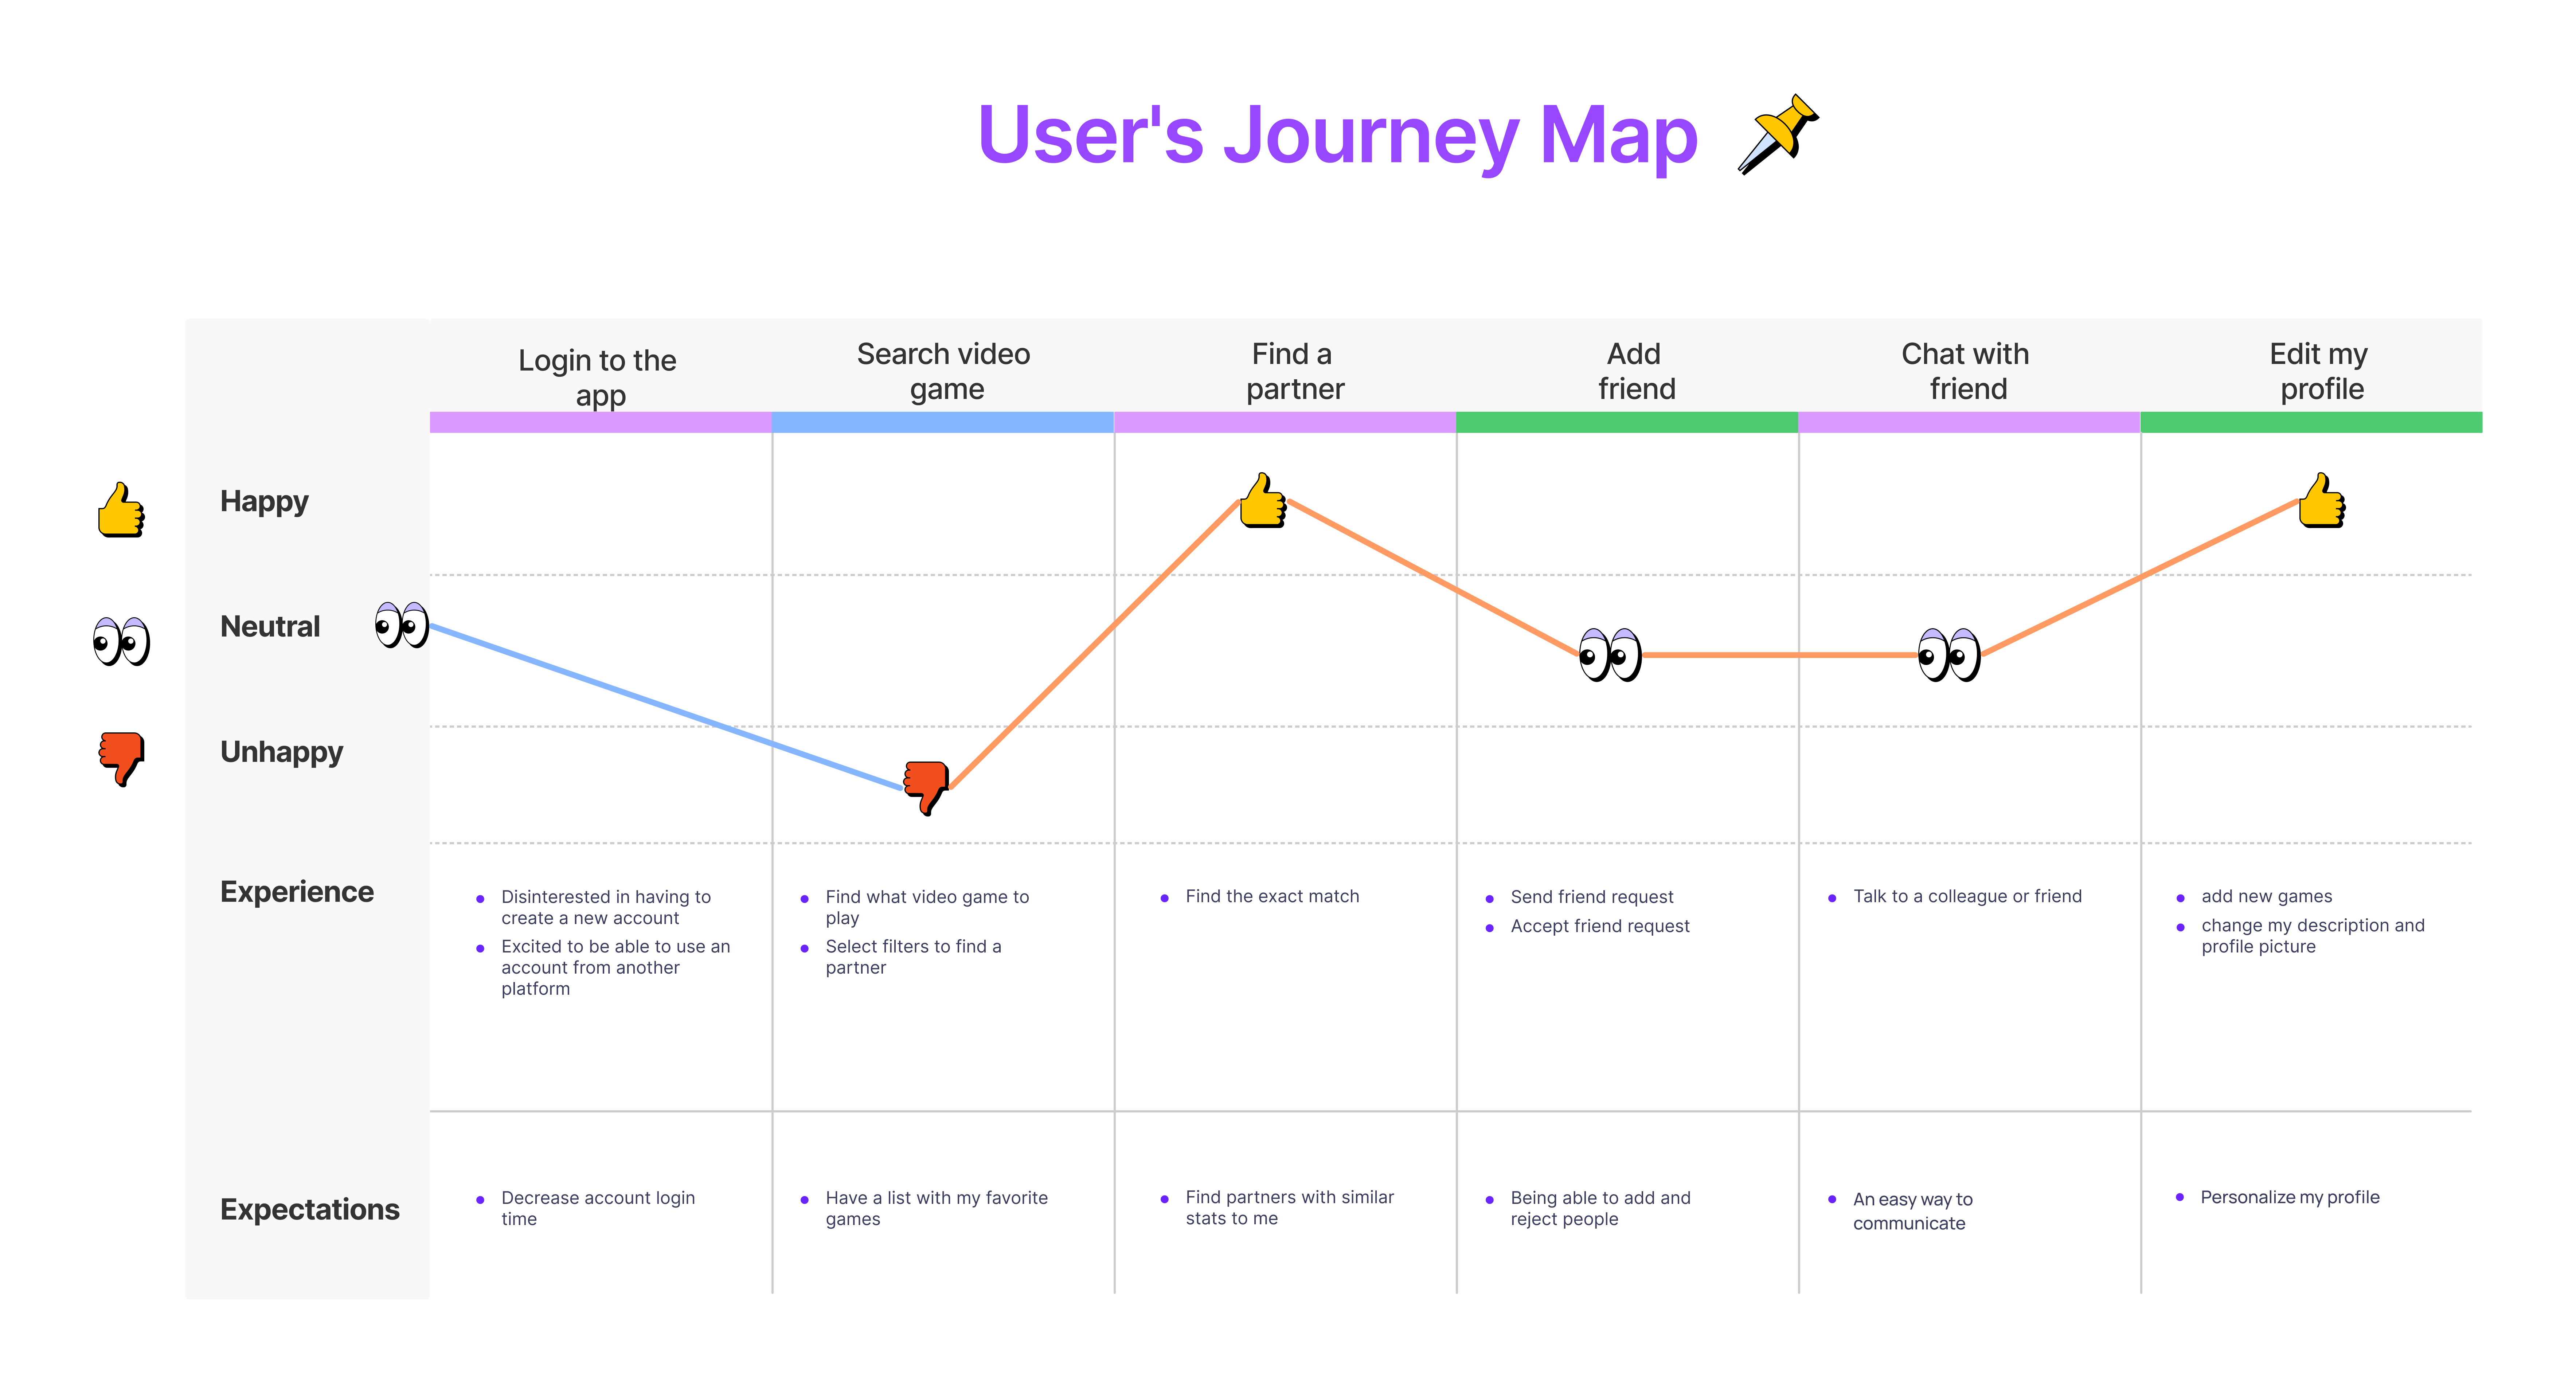 User's Journey Map
Login to the
app
Search video
game
Find a
partner
Add
friend
Chat with
friend
Edit my
profile
Happy
Neutral
Unhappy
Experience
Disinterested in having to
create a new account
Excited to be able to use an
account from another
platform
Find what video game to
play
Select filters to find a
partner
Find the exact match
Send friend request
Accept friend request
Talk to a colleague or friend
add new games
change my description and
profile picture
Expectations
Decrease account login
time
Have a list with my favorite
games
Find partners with similar
stats to me
Being able to add and
reject people
An easy way to
communicate
Personalize my profile